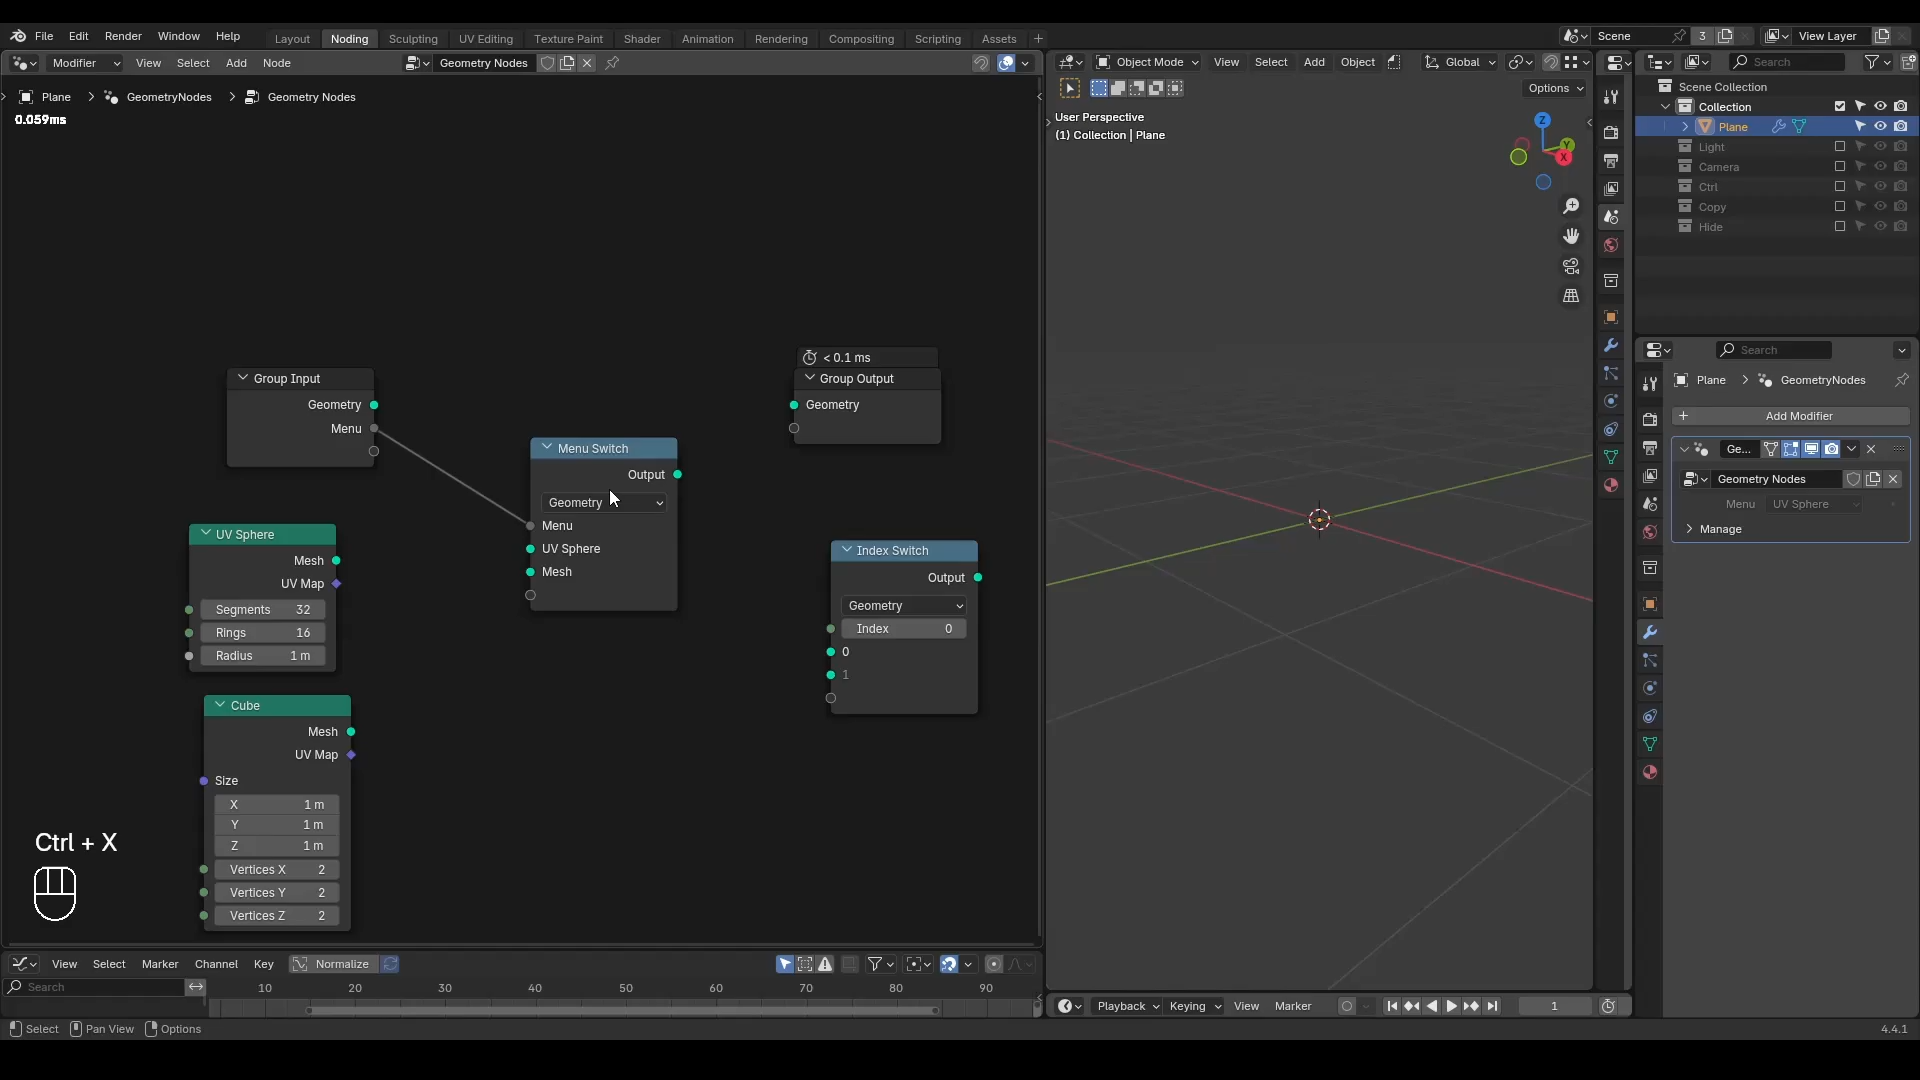 File Edit Render Window Help Layout Noding Sculpting UV Editing Texture Paint Shader Animation Rendering Compositing Scripting Assets + Scene 3 View Layer
Modifier View Select Add Node Geometry Nodes
Plane > GeometryNodes > Geometry Nodes
0.059ms
Group Input
Geometry
Menu
UV Sphere
Mesh
UV Map
Segments 32
Rings 16
Radius 1 m
Cube
Mesh
UV Map
Size
X 1 m
Y 1 m
Z 1 m
Vertices X 2
Vertices Y 2
Vertices Z 2
Menu Switch
Output
Geometry
Menu
UV Sphere
Mesh
< 0.1 ms
Group Output
Geometry
Index Switch
Output
Geometry
Index 0
0
1
Ctrl + X
Object Mode View Select Add Object Global
Options
User Perspective
(1) Collection | Plane
Z
Y
X
Search
Scene Collection
Collection
Plane
Light
Camera
Ctrl
Copy
Hide
Search
Plane > GeometryNodes
+ Add Modifier
Ge...
Geometry Nodes
Menu UV Sphere
Manage
View Select Marker Channel Key Normalize
Search
10 20 30 40 50 60 70 80 90
Playback Keying View Marker 1
Select Pan View Options
4.4.1